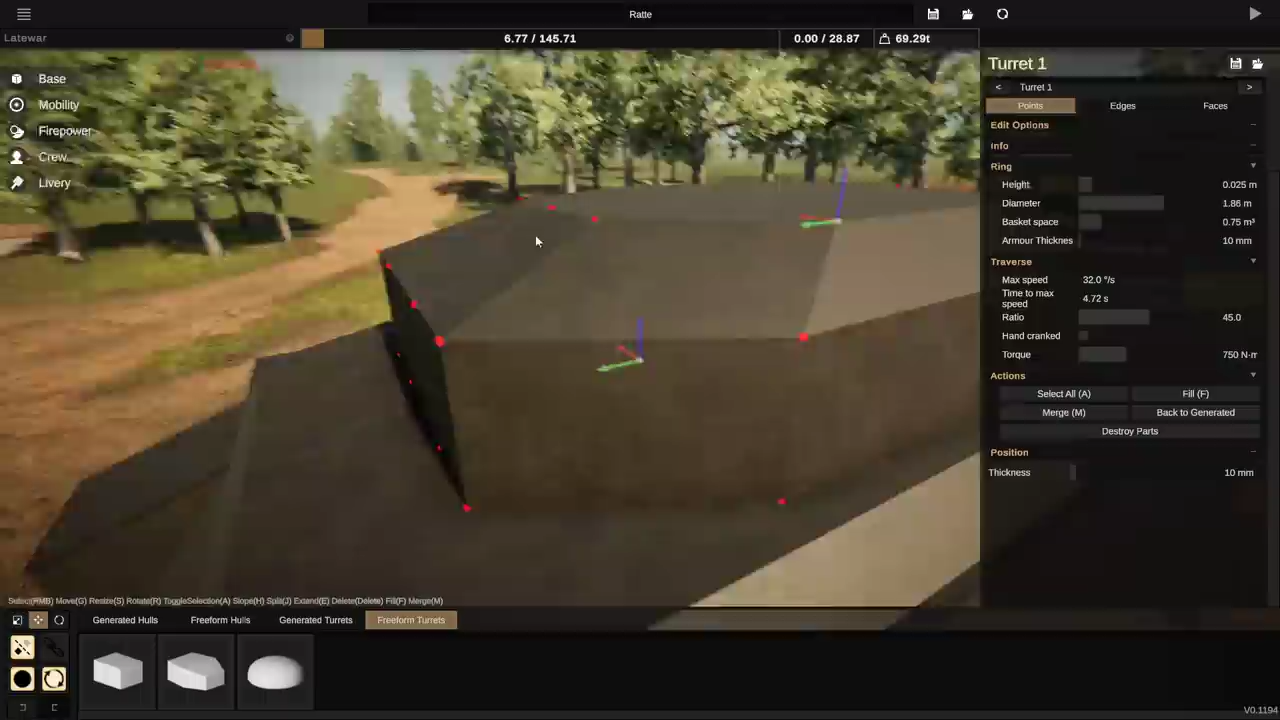 Ratte
Latewar
6.77 / 145.71
0.00 / 28.87
69.29t
Base
Mobility
Firepower
Crew
Livery
Turret 1
< Turret 1 >
Points Edges Faces
Edit Options
Info
Ring
Height 0.025 m
Diameter 1.86 m
Basket space 0.75 m³
Armour Thicknes 10 mm
Traverse
Max speed 32.0 °/s
Time to max
speed 4.72 s
Ratio 45.0
Hand cranked
Torque 750 N·m
Actions
Select All (A) Fill (F)
Merge (M) Back to Generated
Destroy Parts
Position
Thickness 10 mm
Select(RMB) Move(G) Resize(S) Rotate(R) ToggleSelection(A) Slope(H) Split(J) Extend(E) Delete(Delete) Fill(F) Merge(M)
Generated Hulls Freeform Hulls Generated Turrets Freeform Turrets
V0.1194